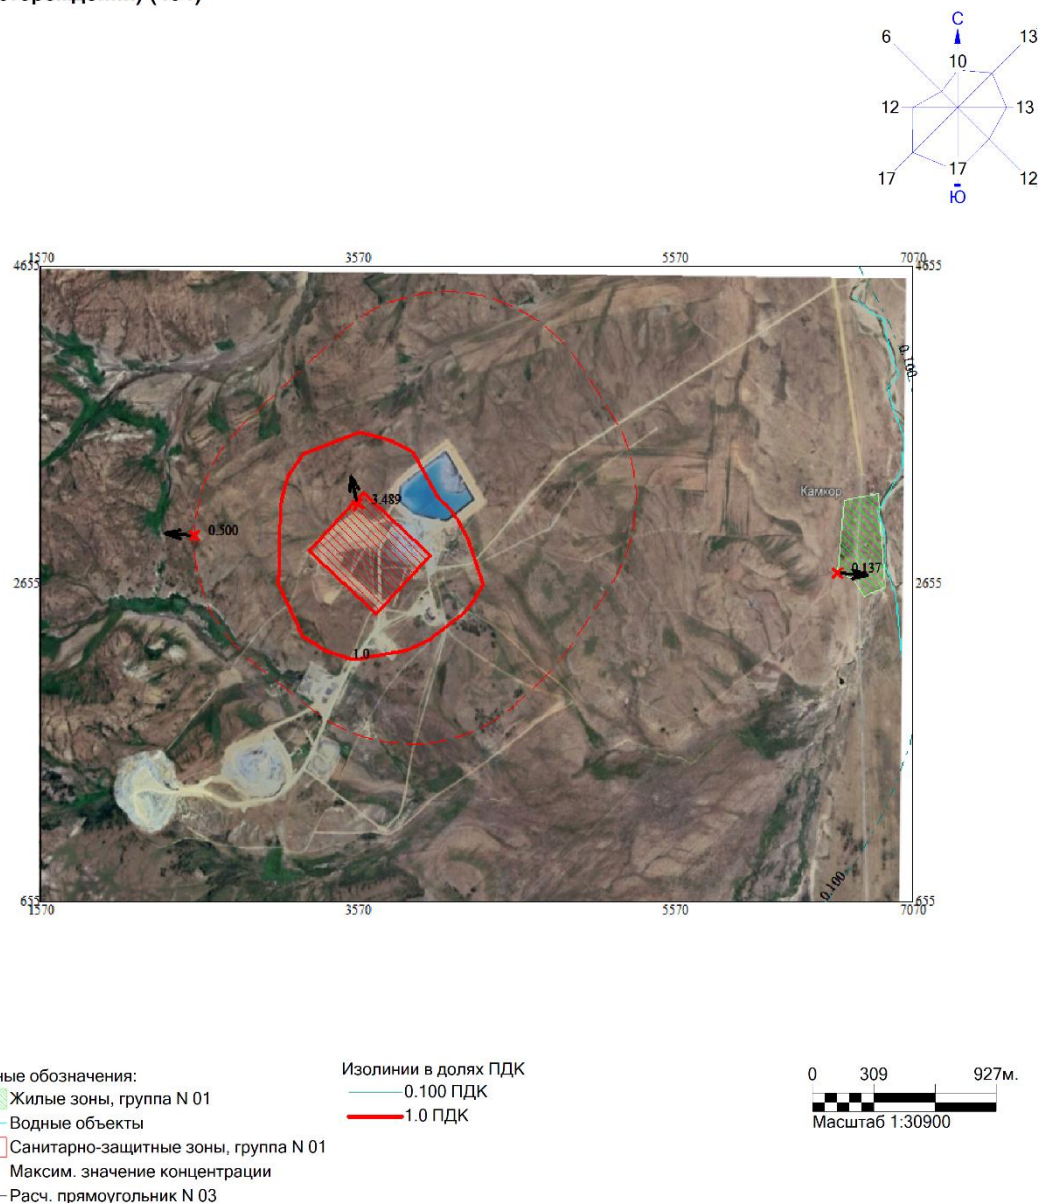 С
6 13
10
12 13
17 17 12
Ю
1570 3570 5570 7070
4655 4655
0.100
Камкор
3.489
0.500
0.137
2655 2655
1.0
0.100
655 655
1570 3570 5570 7070
ные обозначения:
Жилые зоны, группа N 01
Водные объекты
Санитарно-защитные зоны, группа N 01
Максим. значение концентрации
Расч. прямоугольник N 03
Изолинии в долях ПДК
0.100 ПДК
1.0 ПДК
0 309 927м.
Масштаб 1:30900